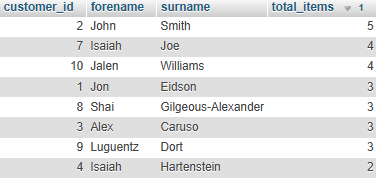 customer_id forename surname total_items 1
2 John Smith 5
7 Isaiah Joe 4
10 Jalen Williams 4
1 Jon Eidson 3
8 Shai Gilgeous-Alexander 3
3 Alex Caruso 3
9 Luguentz Dort 3
4 Isaiah Hartenstein 2